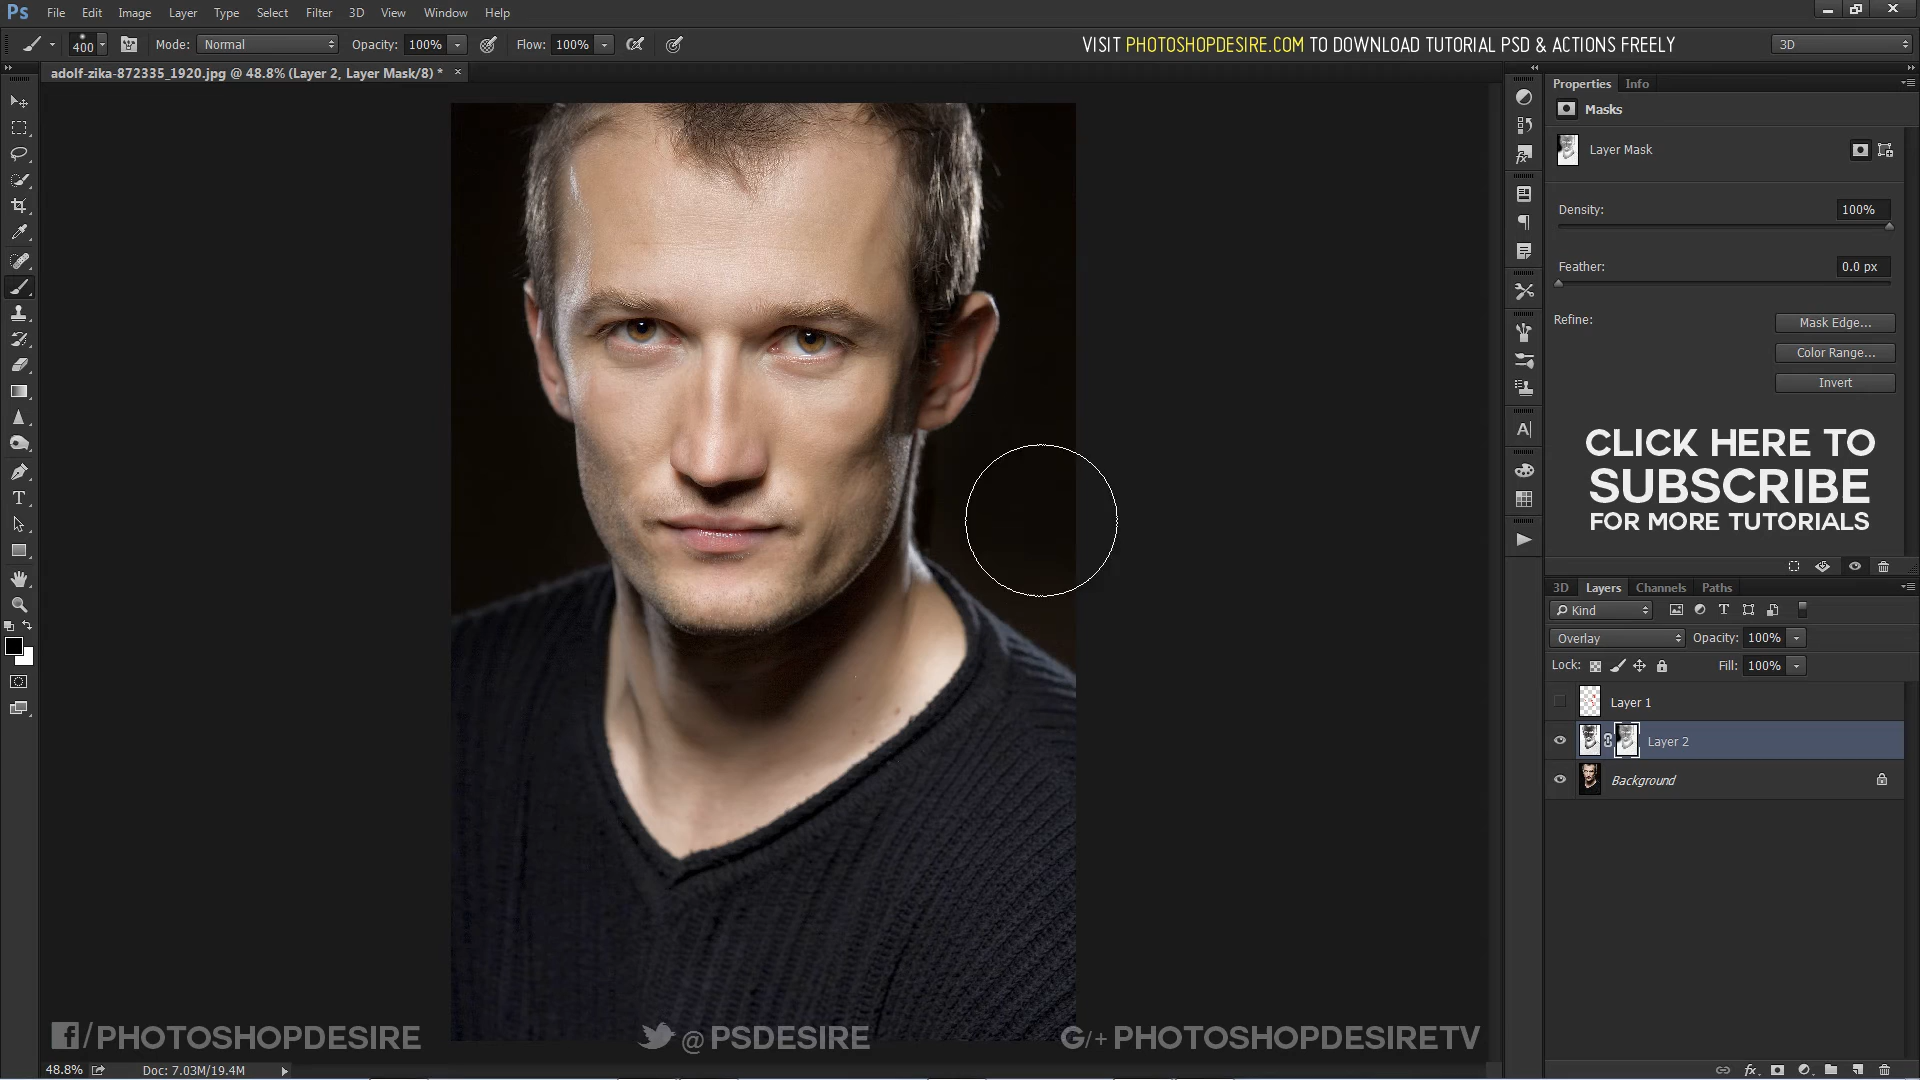 Ps File Edit Image Layer Type Select Filter 3D View Window Help
400 Mode: Normal Opacity: 100% Flow: 100% VISIT PHOTOSHOPDESIRE.COM TO DOWNLOAD TUTORIAL PSD & ACTIONS FREELY 3D
adolf-zika-872335_1920.jpg @ 48.8% (Layer 2, Layer Mask/8) * ×
Properties Info
Masks
Layer Mask
Density: 100%
Feather: 0.0 px
Refine: Mask Edge...
Color Range...
Invert
CLICK HERE TO
SUBSCRIBE
FOR MORE TUTORIALS
3D Layers Channels Paths
Kind
Overlay Opacity: 100%
Lock: Fill: 100%
Layer 1
Layer 2
Background
f/PHOTOSHOPDESIRE @PSDESIRE G/+PHOTOSHOPDESIRETV
48.8% Doc: 7.03M/19.4M